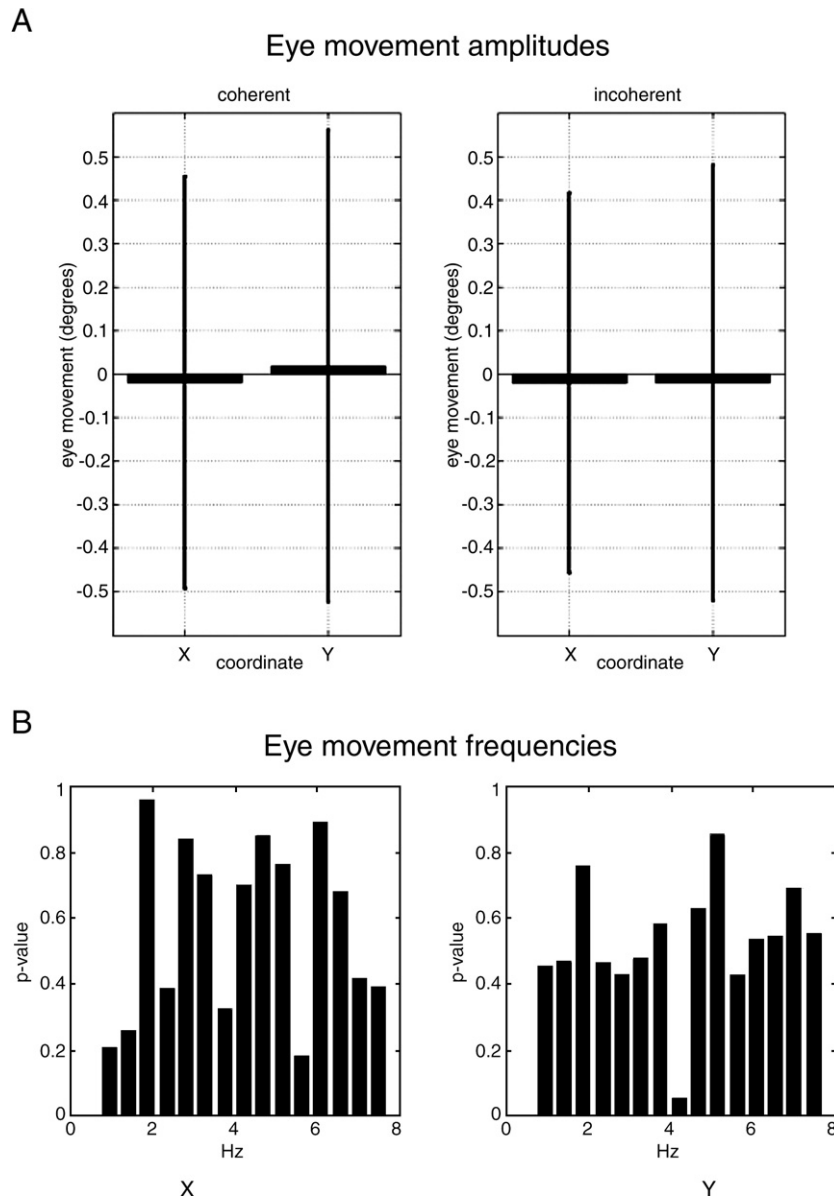 A
Eye movement amplitudes
coherent
incoherent
eye movement (degrees)
0.5
0.4
0.3
0.2
0.1
0
-0.1
-0.2
-0.3
-0.4
-0.5
X
Y
coordinate
eye movement (degrees)
0.5
0.4
0.3
0.2
0.1
0
-0.1
-0.2
-0.3
-0.4
-0.5
X
Y
coordinate
B
Eye movement frequencies
p-value
1
0.8
0.6
0.4
0.2
0
0 2 4 6 8
Hz
X
p-value
1
0.8
0.6
0.4
0.2
0
0 2 4 6 8
Hz
Y